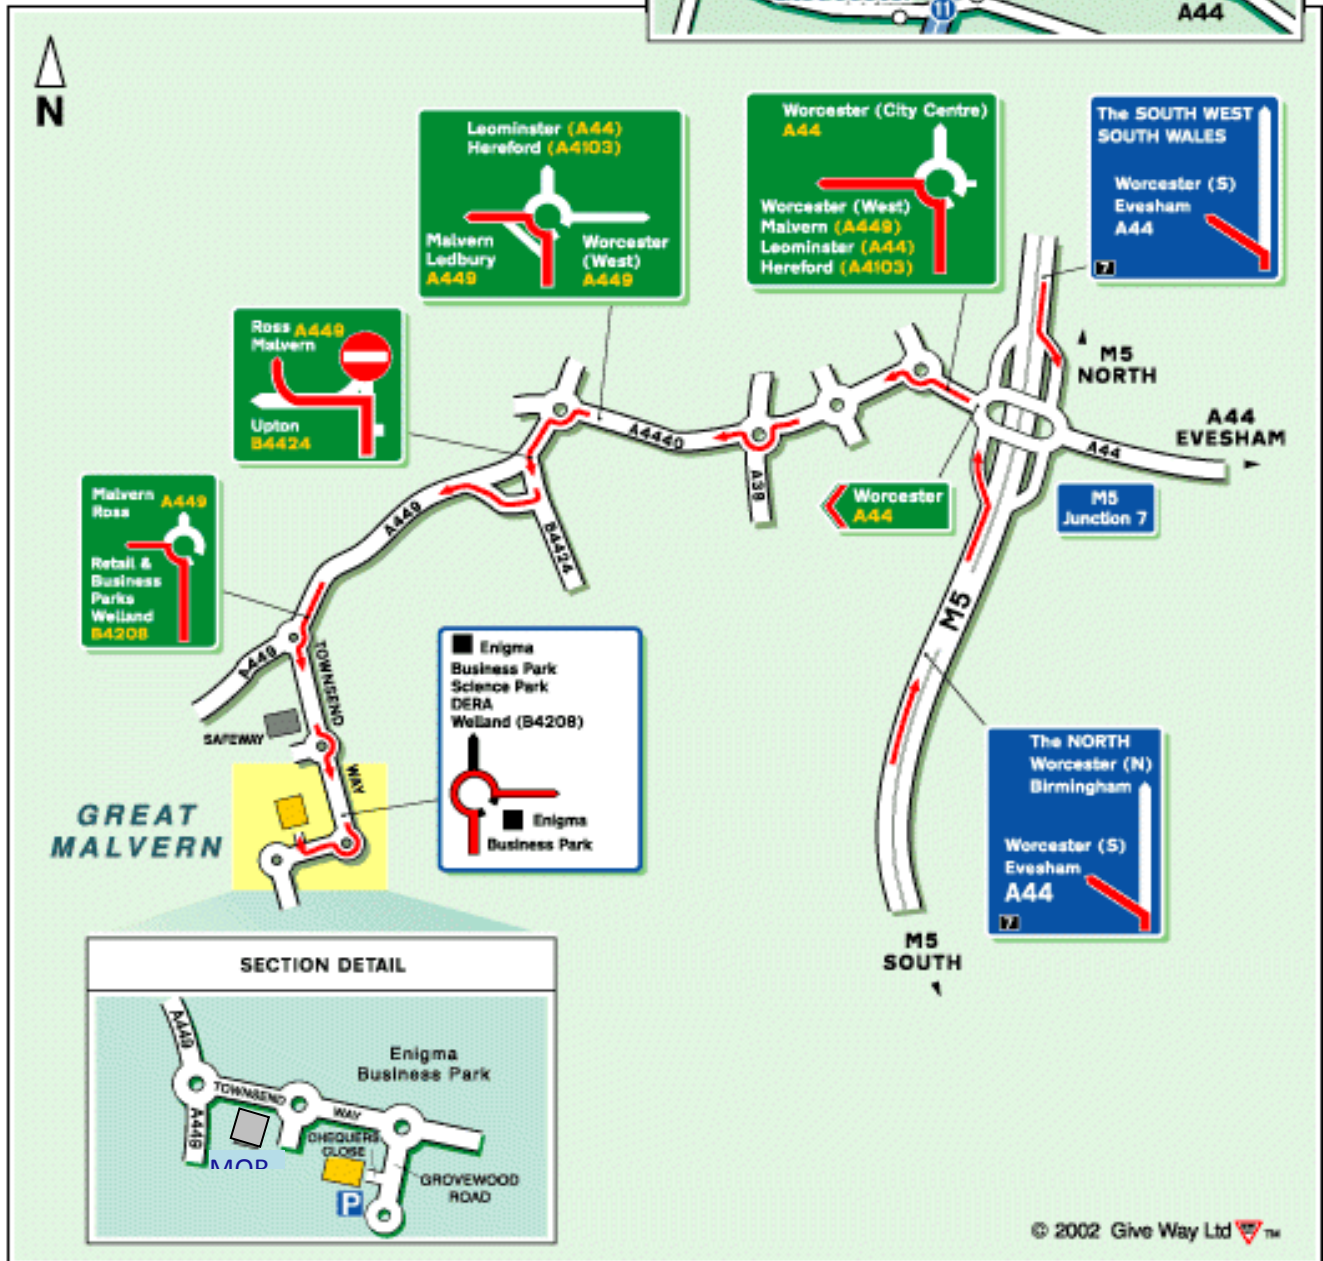 11
A44
N
Leominster (A44)
Hereford (A4103)
Malvern
Ledbury
A449
Worcester
(West)
A449
Worcester (City Centre)
A44
Worcester (West)
Malvern (A449)
Leominster (A44)
Hereford (A4103)
The SOUTH WEST
SOUTH WALES
Worcester (S)
Evesham
A44
7
Ross A449
Malvern
Upton
B4424
M5
NORTH
A44
EVESHAM
A4440
A44
A38
Worcester
A44
M5
Junction 7
Malvern A449
Ross
Retail &
Business
Parks
Welland
B4208
A449
B4424
M5
A449
TOWNSEND
WAY
SAFEWAY
Enigma
Business Park
Science Park
DERA
Welland (B4208)
Enigma
Business Park
The NORTH
Worcester (N)
Birmingham
Worcester (S)
Evesham
A44
7
GREAT
MALVERN
M5
SOUTH
SECTION DETAIL
A449
Enigma
Business Park
TOWNSEND
WAY
A449
CHEQUERS
CLOSE
GROVEWOOD
ROAD
P
© 2002 Give Way Ltd ™